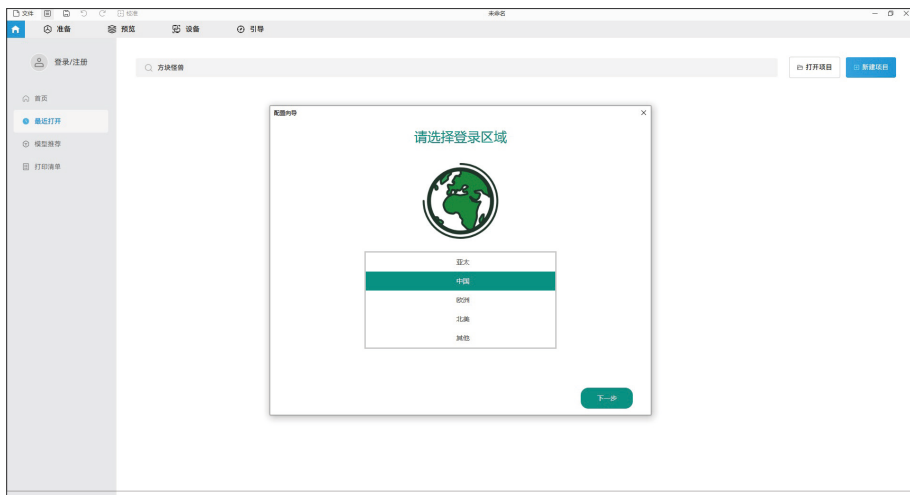 文件 校准 未命名
准备 预览 设备 引导
登录/注册
方块怪兽 打开项目 新建项目
首页
最近打开
模型推荐
打印清单
配置向导
请选择登录区域
亚太
中国
欧洲
北美
其他
下一步